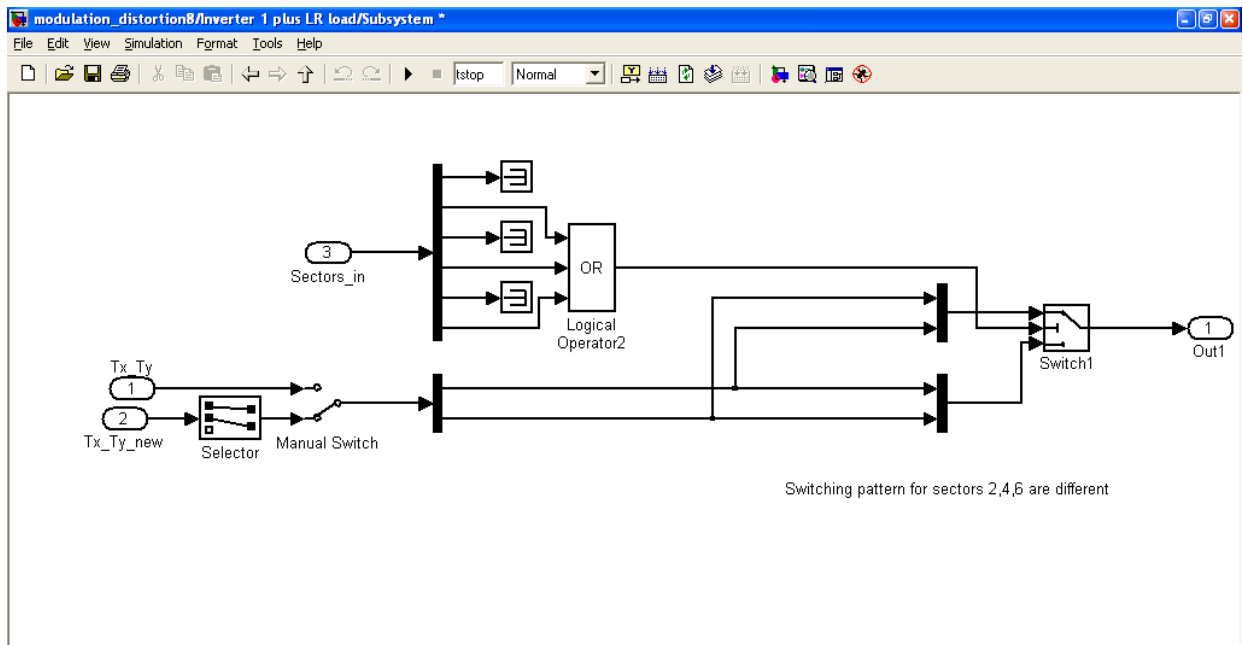 modulation_distortion8/Inverter 1 plus LR load/Subsystem *
File Edit View Simulation Format Tools Help
tstop Normal
3
Sectors_in
OR
Logical
Operator2
Tx_Ty
1
2
Tx_Ty_new
Selector
Manual Switch
Switch1
1
Out1
Switching pattern for sectors 2,4,6 are different